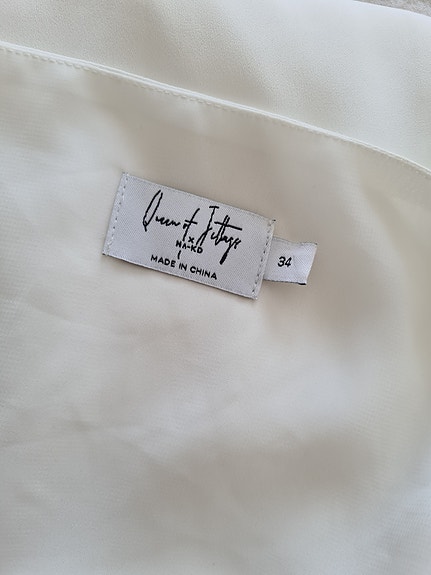 Queen of Jetlags
X
NA-KD
MADE IN CHINA
34